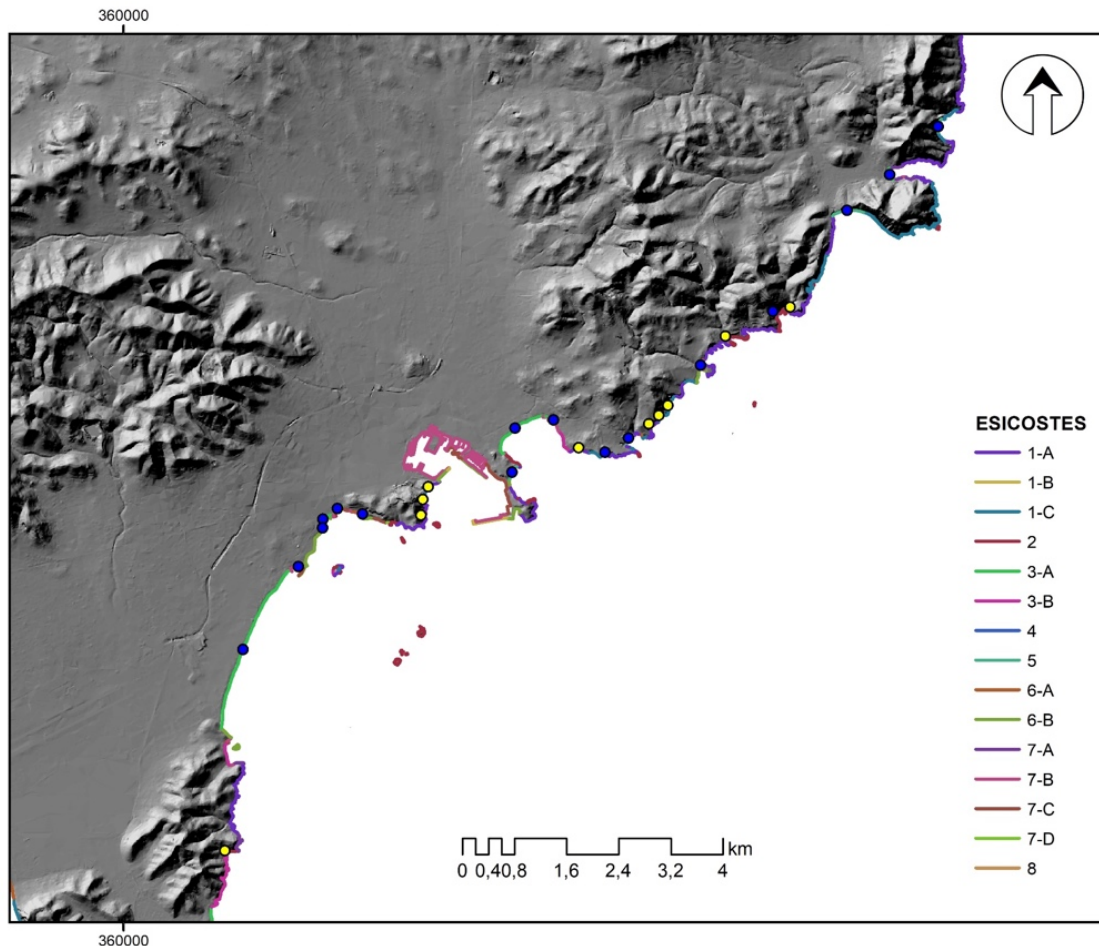 360000
ESICOSTES
1-A
1-B
1-C
2
3-A
3-B
4
5
6-A
6-B
7-A
7-B
7-C
7-D
8
km
0 0,40,8 1,6 2,4 3,2 4
360000